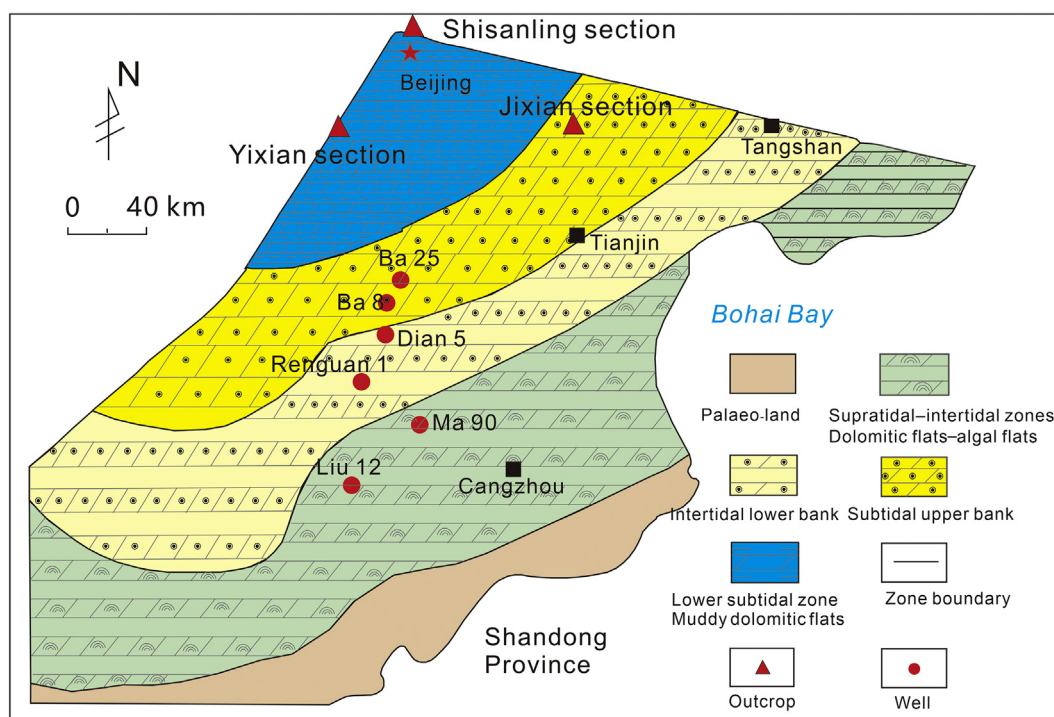 Shisanling section
Beijing
N
Jixian section
Yixian section
Tangshan
0 40 km
Tianjin
Ba 25
Ba 8
Bohai Bay
Dian 5
Renguan 1
Palaeo-land
Supratidal–intertidal zones
Dolomitic flats–algal flats
Ma 90
Liu 12
Cangzhou
Intertidal lower bank
Subtidal upper bank
Lower subtidal zone
Muddy dolomitic flats
Zone boundary
Shandong
Province
Outcrop
Well